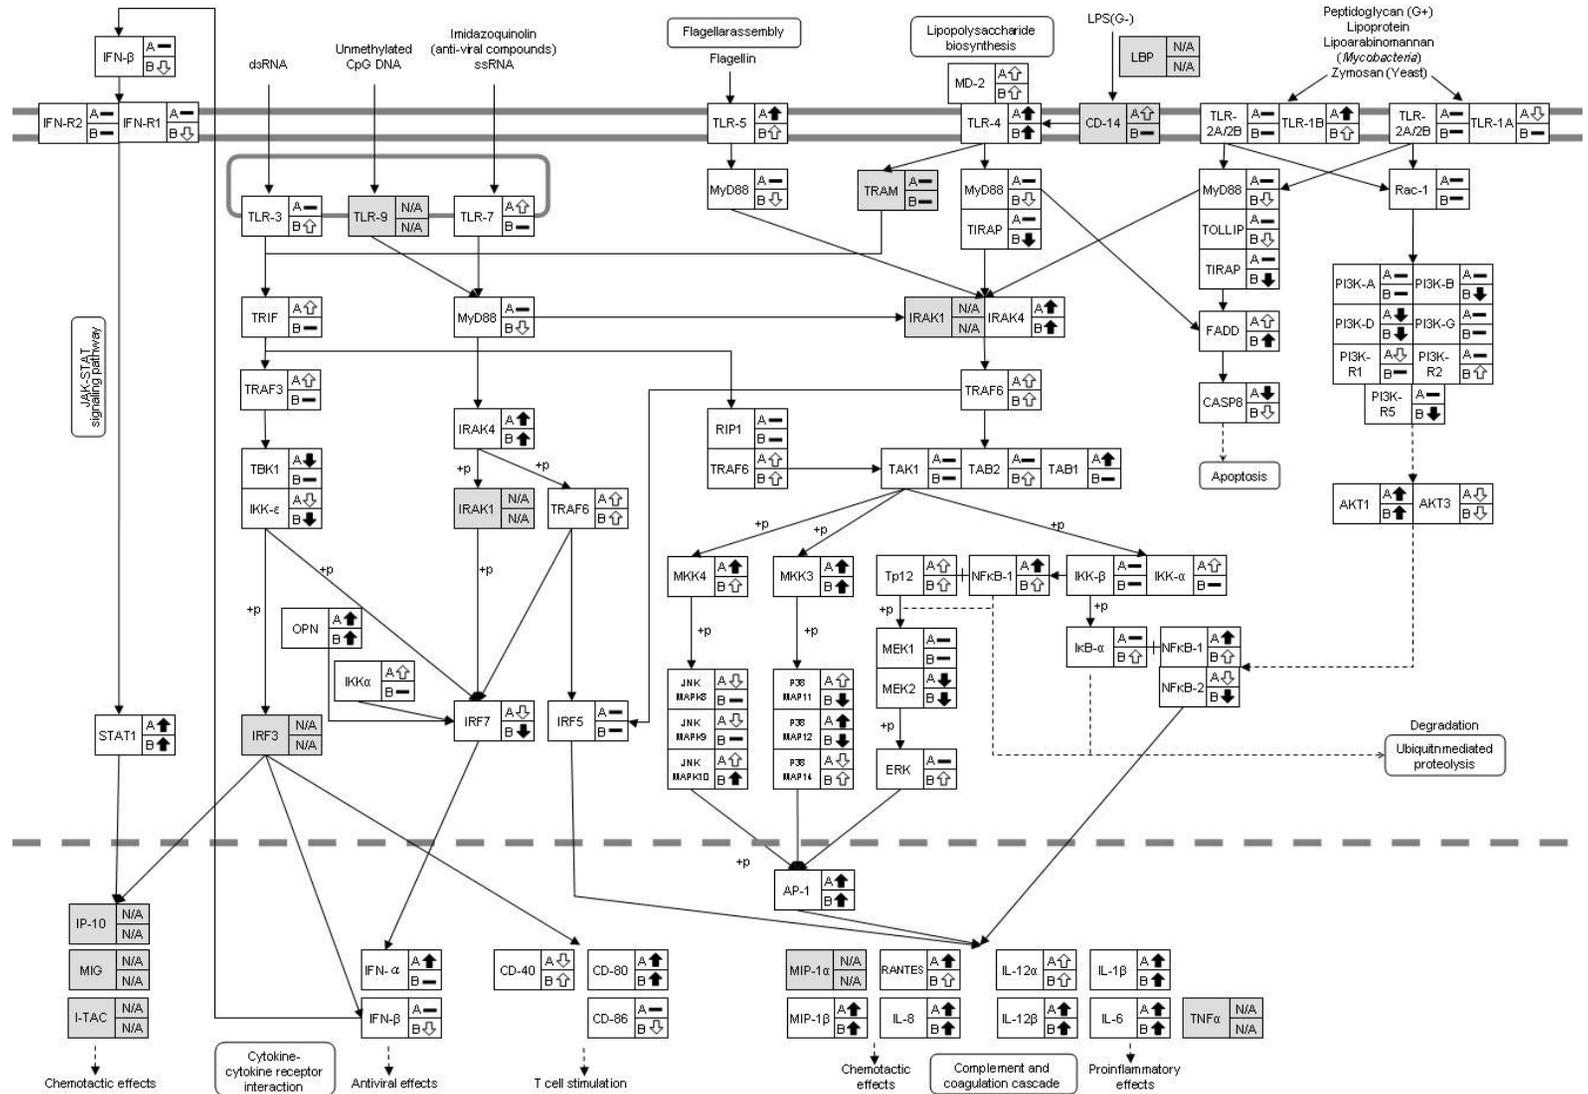 Peptidoglycan (G+)
Lipoprotein
Lipoarabinomannan
(Mycobacteria)
Zymosan (Yeast)
LPS(G-)
LBP N/A
N/A
Flagellarassembly
Flagellin
Lipopolysaccharide
biosynthesis
Imidazoquinolin
(anti-viral compounds)
ssRNA
Unmethylated
CpG DNA
dsRNA
IFN-β A
B
MD-2 A
B
IFN-R2 A
B
IFN-R1 A
B
TLR-5 A
B
TLR-4 A
B
CD-14 A
B
TLR-
2A/2B A
B
TLR-1B A
B
TLR-
2A/2B A
B
TLR-1A A
B
TLR-3 A
B
TLR-9 N/A
N/A
TLR-7 A
B
MyD88 A
B
TRAM A
B
MyD88 A
B
TIRAP A
B
MyD88 A
B
TOLLIP A
B
TIRAP A
B
Rac-1 A
B
PI3K-A A
B
PI3K-B A
B
PI3K-D A
B
PI3K-G A
B
PI3K-
R1 A
B
PI3K-
R2 A
B
PI3K-
R5 A
B
JAK-STAT
signaling pathway
TRIF A
B
MyD88 A
B
IRAK1 N/A
N/A
IRAK4 A
B
FADD A
B
TRAF3 A
B
TRAF6 A
B
CASP8 A
B
IRAK4 A
B
RIP1 A
B
TRAF6 A
B
TBK1 A
B
IKK-ε A
B
+p
+p
IRAK1 N/A
N/A
TRAF6 A
B
TAK1 A
B
TAB2 A
B
TAB1 A
B
Apoptosis
AKT1 A
B
AKT3 A
B
+p
+p
+p
+p
+p
MKK4 A
B
MKK3 A
B
Tp12 A
B
NFκB-1 A
B
IKK-β A
B
IKK-α A
B
+p
+p
+p
+p
+p
OPN A
B
IKKα A
B
MEK1 A
B
MEK2 A
B
IκB-α A
B
NFκB-1 A
B
NFκB-2 A
B
JNK
MAPK8 A
B
JNK
MAPK9 A
B
JNK
MAPK10 A
B
P38
MAP11 A
B
P38
MAP12 A
B
P38
MAP14 A
B
+p
ERK A
B
STAT1 A
B
IRF3 N/A
N/A
IRF7 A
B
IRF5 A
B
Degradation
Ubiquitnmediated
proteolysis
+p
AP-1 A
B
IP-10 N/A
N/A
MIG N/A
N/A
I-TAC N/A
N/A
IFN-α A
B
IFN-β A
B
CD-40 A
B
CD-80 A
B
CD-86 A
B
MIP-1α N/A
N/A
RANTES A
B
IL-12α A
B
IL-1β A
B
MIP-1β A
B
IL-8 A
B
IL-12β A
B
IL-6 A
B
TNFα N/A
N/A
Chemotactic effects
Cytokine-
cytokine receptor
interaction
Antiviral effects
T cell stimulation
Chemotactic
effects
Complement and
coagulation cascade
Proinflammatory
effects